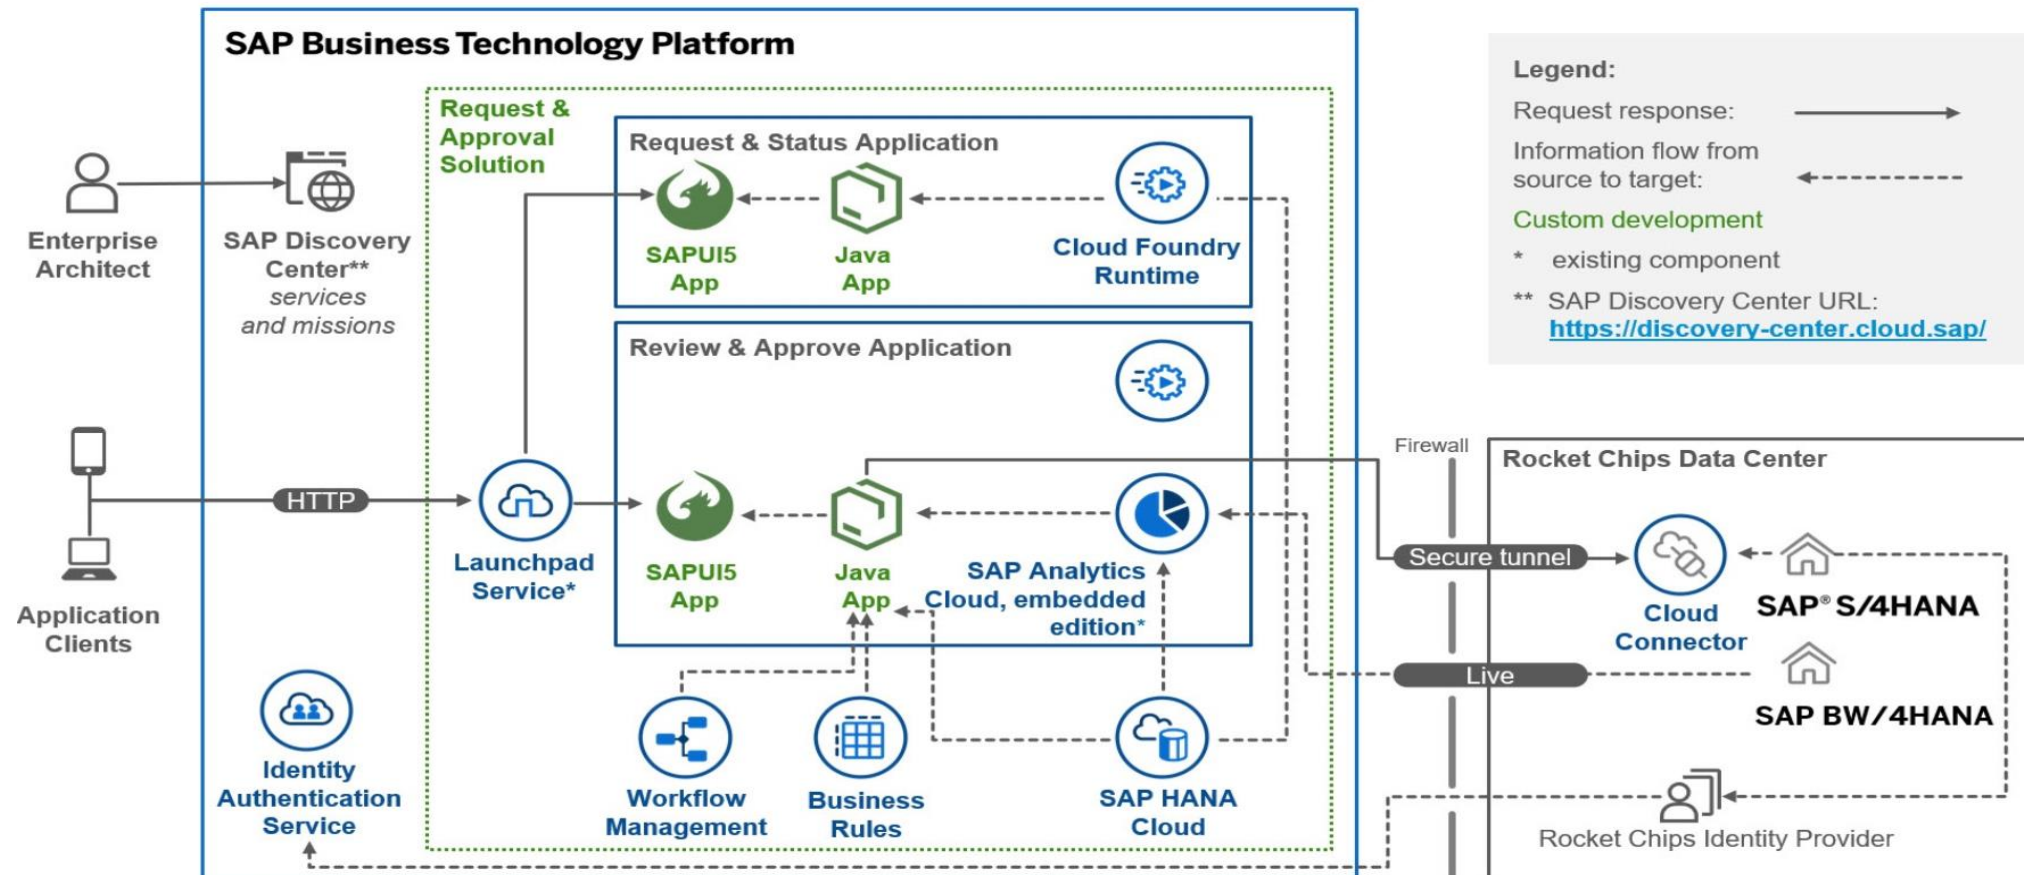 SAP Business Technology Platform
Request &
Approval
Solution
Request & Status Application
SAPUI5
App
Java
App
Cloud Foundry
Runtime
Enterprise
Architect
SAP Discovery
Center**
services
and missions
Review & Approve Application
HTTP
Launchpad
Service*
SAPUI5
App
Java
App
SAP Analytics
Cloud, embedded
edition*
Application
Clients
Identity
Authentication
Service
Workflow
Management
Business
Rules
SAP HANA
Cloud
Legend:
Request response:
Information flow from
source to target:
Custom development
* existing component
** SAP Discovery Center URL:
https://discovery-center.cloud.sap/
Firewall
Rocket Chips Data Center
Secure tunnel
Cloud
Connector
SAP® S/4HANA
Live
SAP BW/4HANA
Rocket Chips Identity Provider